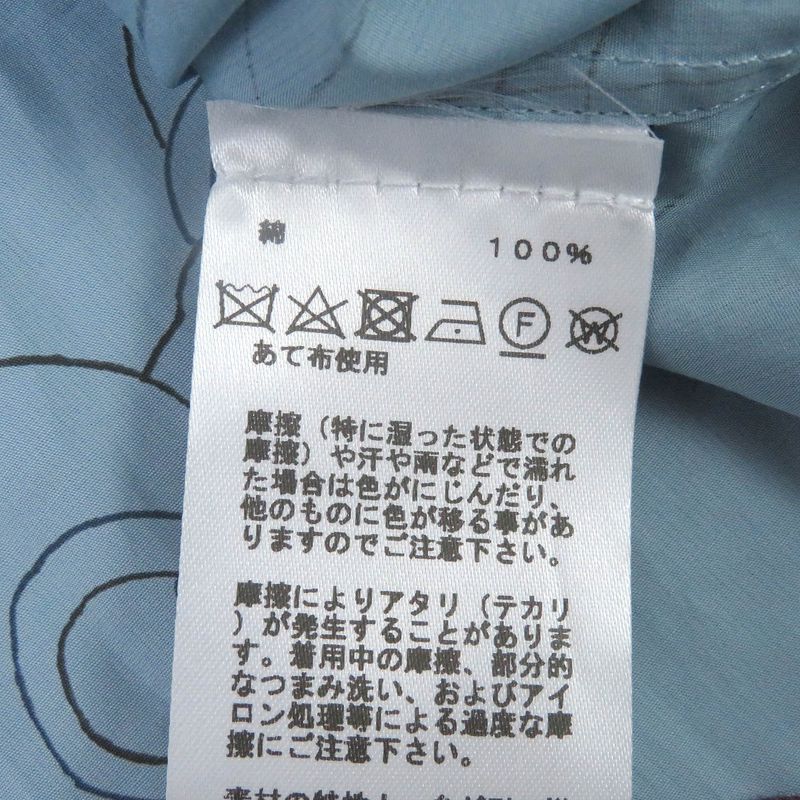 綿 100%
F W
あて布使用
摩擦（特に湿った状態での
摩擦）や汗や雨などで濡れ
た場合は色がにじんだり、
他のものに色が移る事があ
りますのでご注意下さい。
摩擦によりアタリ（テカリ
）が発生することがありま
す。着用中の摩擦、部分的
なつまみ洗い、およびアイ
ロン処理等による過度な摩
擦にご注意下さい。
素材の特性上